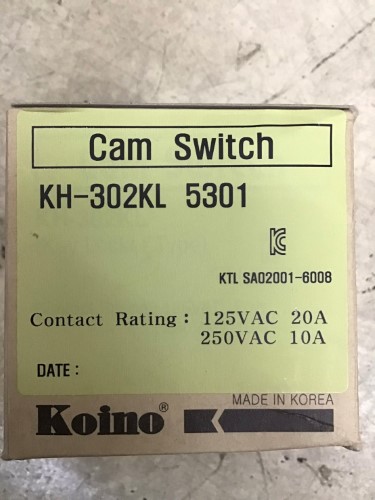 Cam Switch
KH-302KL 5301
KTL SA02001-6008
Contact Rating : 125VAC 20A
250VAC 10A
DATE :
MADE IN KOREA
Koino®